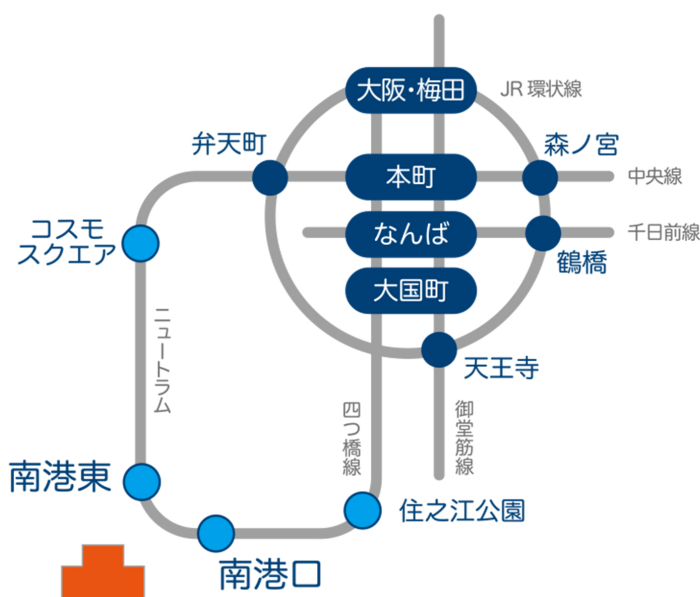 大阪・梅田
JR環状線
弁天町
森ノ宮
本町
中央線
コスモ
スクエア
なんば
千日前線
鶴橋
大国町
ニュートラム
天王寺
四つ橋線
御堂筋線
南港東
住之江公園
南港口